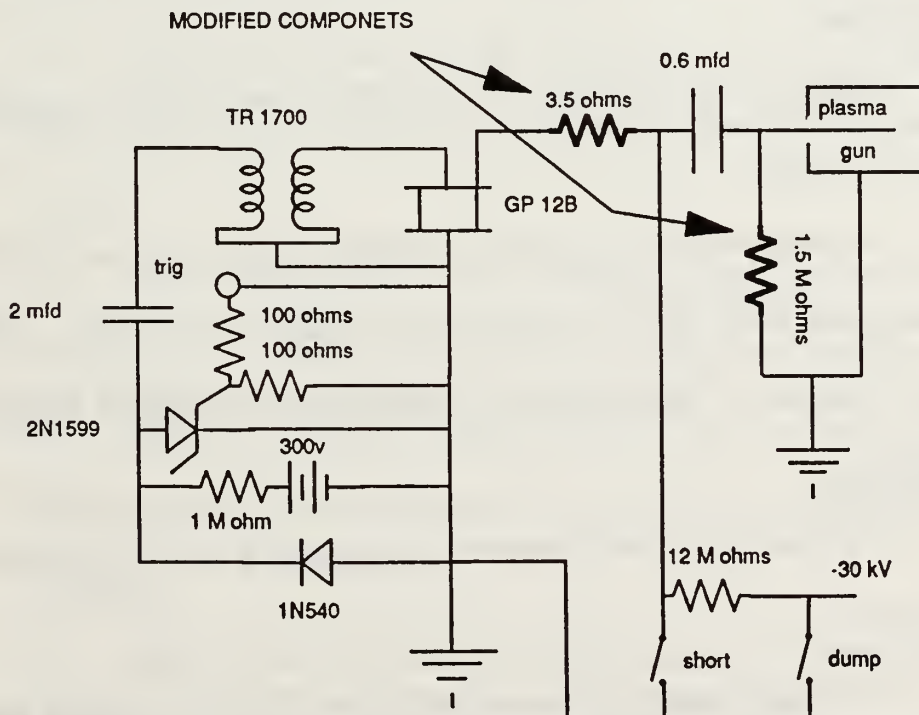 MODIFIED COMPONETS
0.6 mfd
3.5 ohms
plasma
gun
TR 1700
GP 12B
trig
2 mfd
100 ohms
100 ohms
1.5 M ohms
2N1599
300v
1 M ohm
12 M ohms
-30 kV
1N540
short
dump